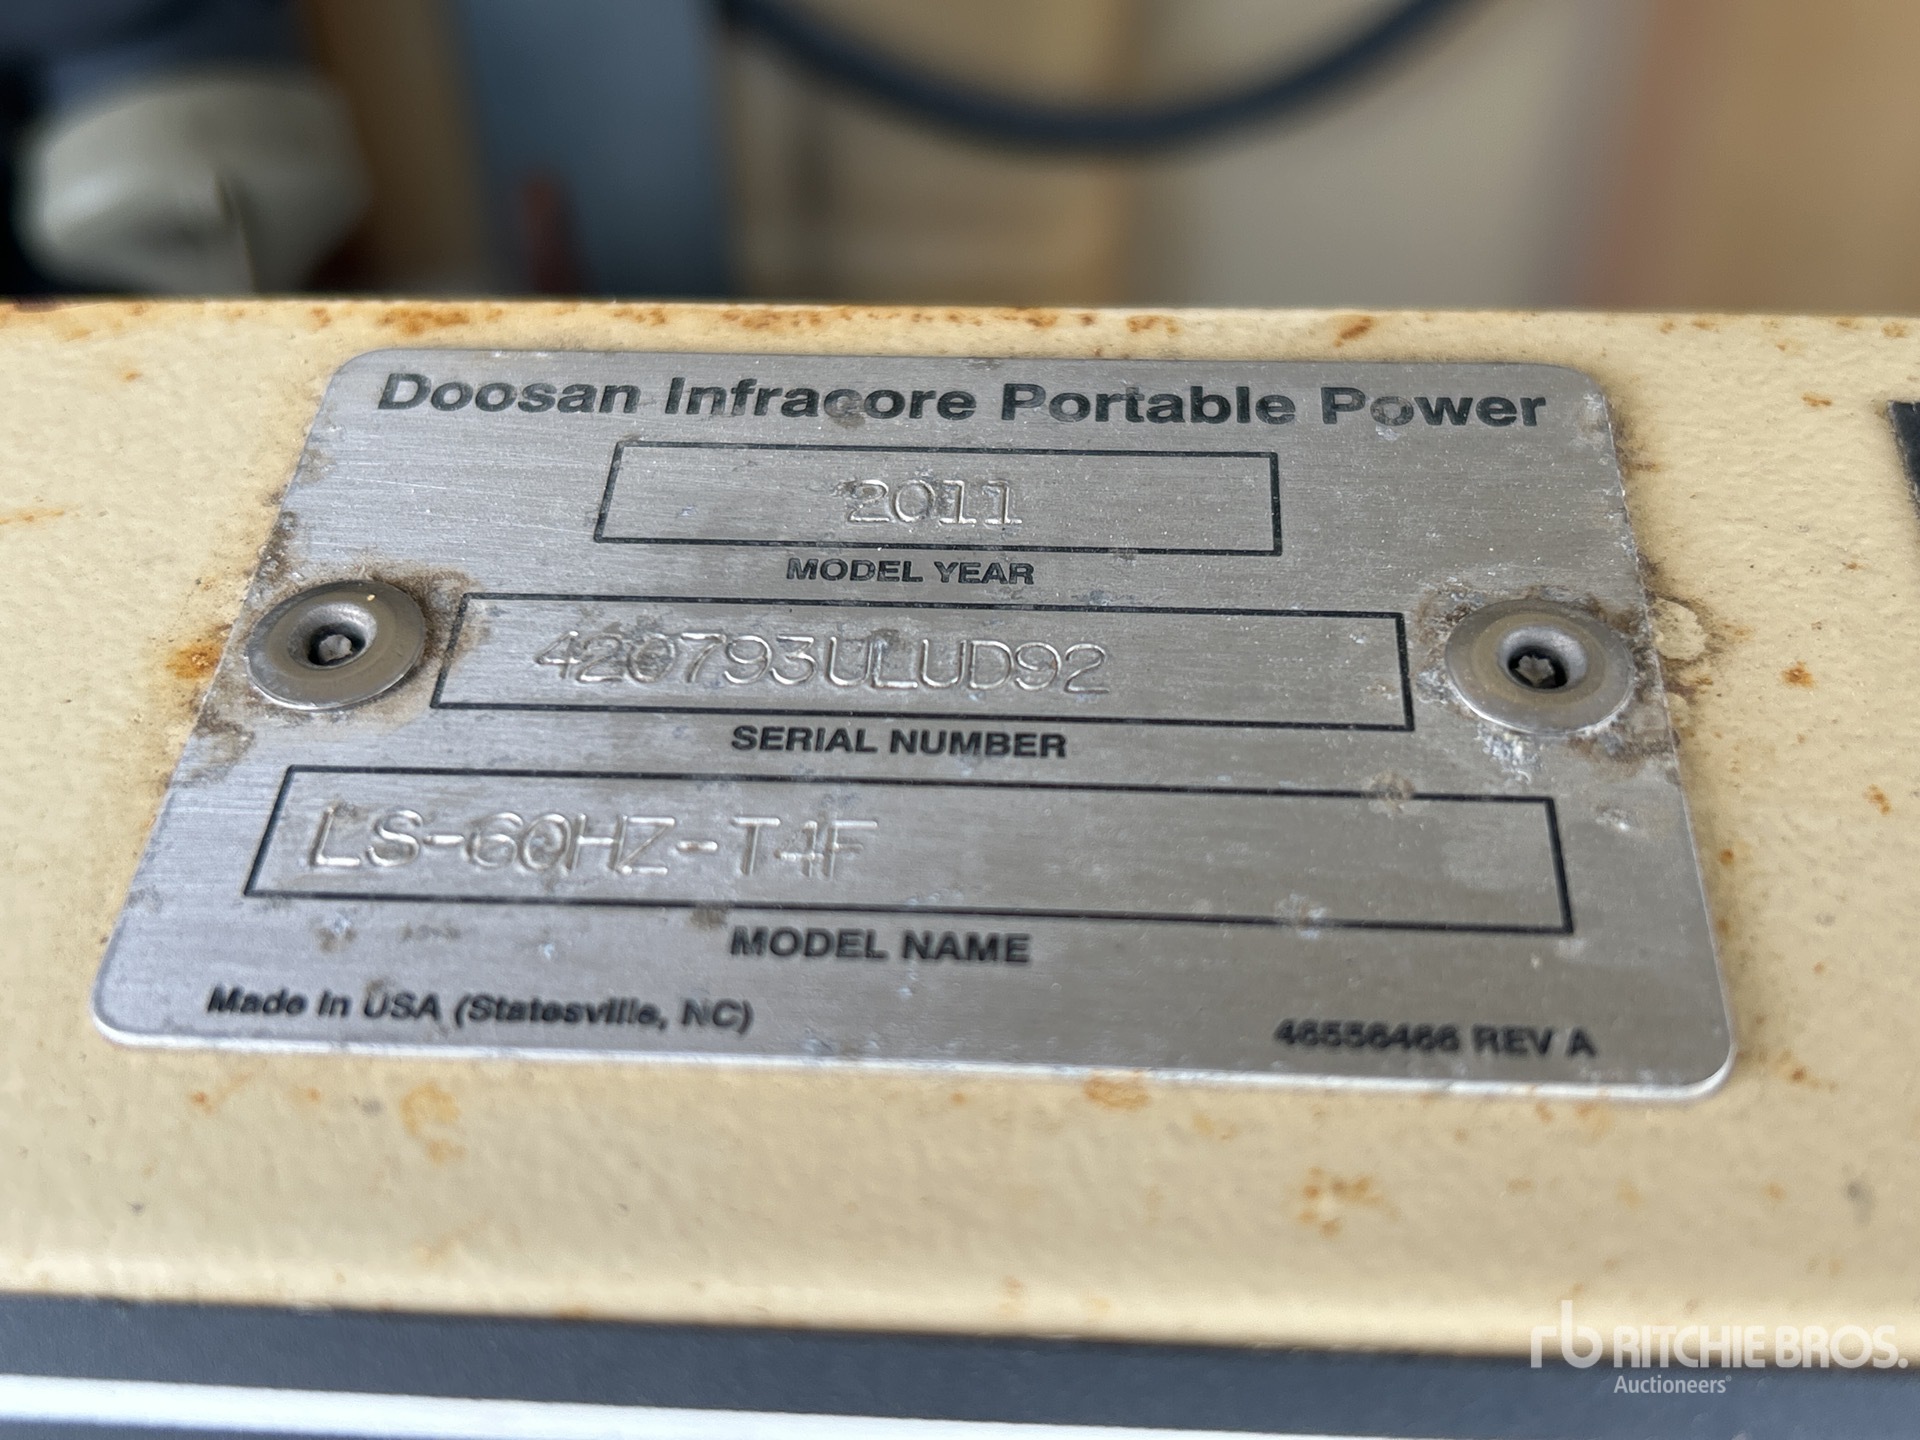 Doosan Infracore Portable Power
2011
MODEL YEAR
420793ULUD92
SERIAL NUMBER
LS-60HZ-T4F
MODEL NAME
Made in USA (Statesville, NC)
46556466 REV A
rb RITCHIE BROS.
Auctioneers